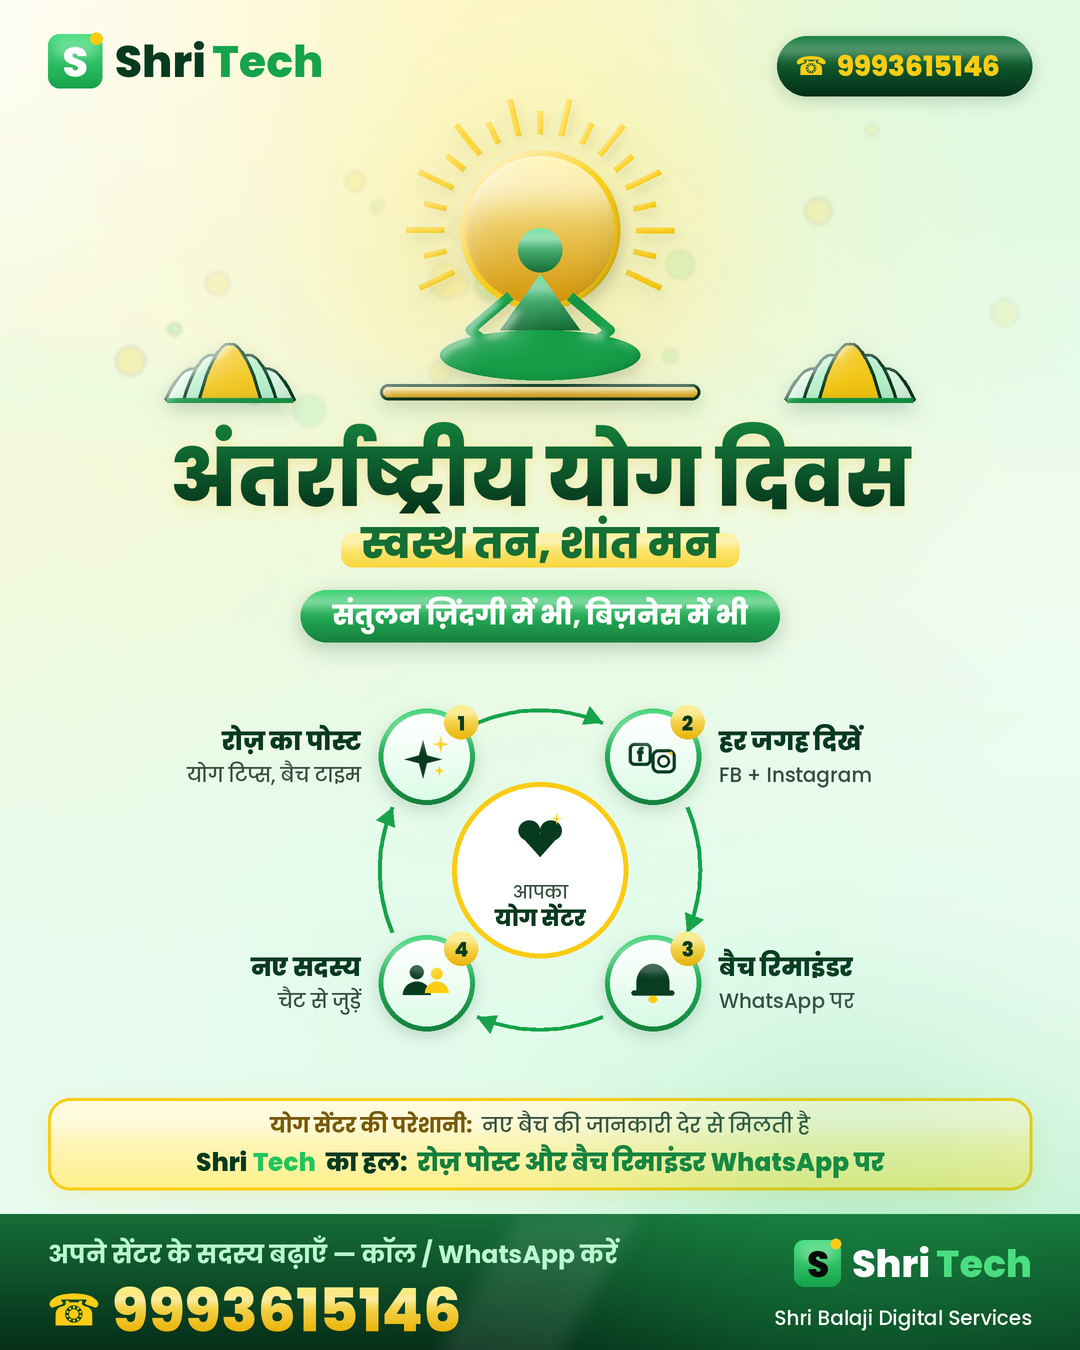 S Shri Tech
☎ 9993615146
अंतर्राष्ट्रीय योग दिवस
स्वस्थ तन, शांत मन
संतुलन ज़िंदगी में भी, बिज़नेस में भी
1
रोज़ का पोस्ट
योग टिप्स, बैच टाइम
2
हर जगह दिखें
FB + Instagram
आपका
योग सेंटर
4
नए सदस्य
चैट से जुड़ें
3
बैच रिमाइंडर
WhatsApp पर
योग सेंटर की परेशानी: नए बैच की जानकारी देर से मिलती है
Shri Tech का हल: रोज़ पोस्ट और बैच रिमाइंडर WhatsApp पर
अपने सेंटर के सदस्य बढ़ाएँ — कॉल / WhatsApp करें
☎ 9993615146
S Shri Tech
Shri Balaji Digital Services